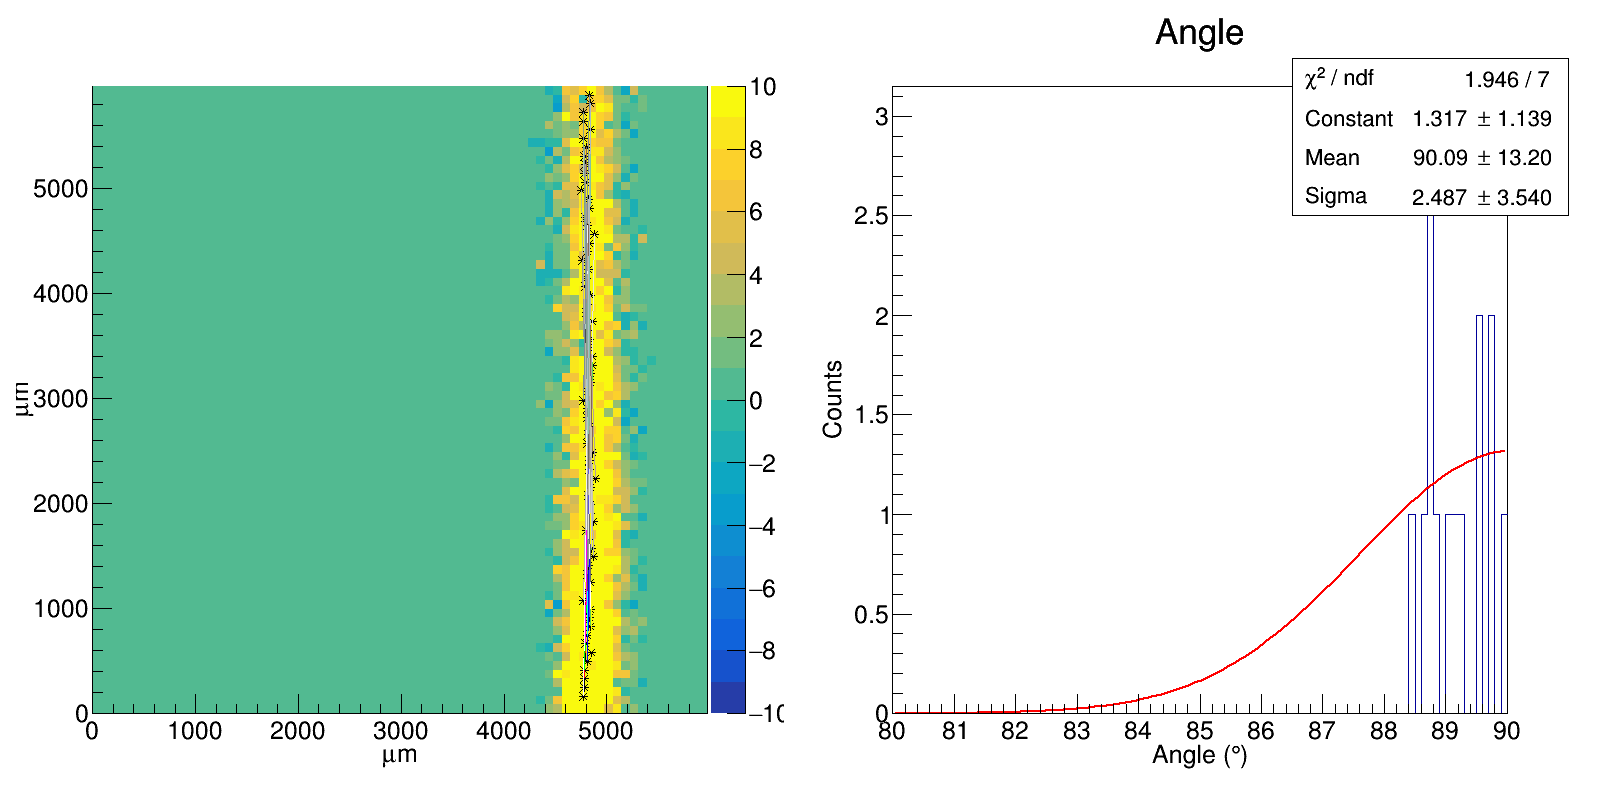 Angle
χ² / ndf 1.946 / 7
Constant 1.317 ± 1.139
Mean 90.09 ± 13.20
Sigma 2.487 ± 3.540
10
8
6
4
2
0
−2
−4
−6
−8
−10
5000
4000
3000
2000
1000
0
μm
0 1000 2000 3000 4000 5000
μm
3
2.5
2
1.5
1
0.5
0
Counts
80 81 82 83 84 85 86 87 88 89 90
Angle (°)